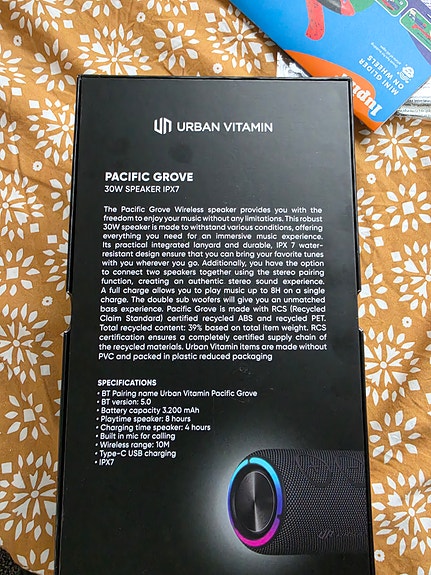 MINI GLIDER
ON WHEELS
URBAN VITAMIN
PACIFIC GROVE
30W SPEAKER IPX7
The Pacific Grove Wireless speaker provides you with the
freedom to enjoy your music without any limitations. This robust
30W speaker is made to withstand various conditions, offering
everything you need for an immersive music experience.
Its practical integrated lanyard and durable, IPX 7 water-
resistant design ensure that you can bring your favorite tunes
with you wherever you go. Additionally, you have the option
to connect two speakers together using the stereo pairing
function, creating an authentic stereo sound experience.
A full charge allows you to play music up to 8H on a single
charge. The double sub woofers will give you an unmatched
bass experience. Pacific Grove is made with RCS (Recycled
Claim Standard) certified recycled ABS and recycled PET.
Total recycled content: 39% based on total item weight. RCS
certification ensures a completely certified supply chain of
the recycled materials. Urban Vitamin items are made without
PVC and packed in plastic reduced packaging
SPECIFICATIONS
• BT Pairing name Urban Vitamin Pacific Grove
• BT version: 5.0
• Battery capacity 3.200 mAh
• Playtime speaker: 8 hours
• Charging time speaker: 4 hours
• Built in mic for calling
• Wireless range: 10M
• Type-C USB charging
• IPX7